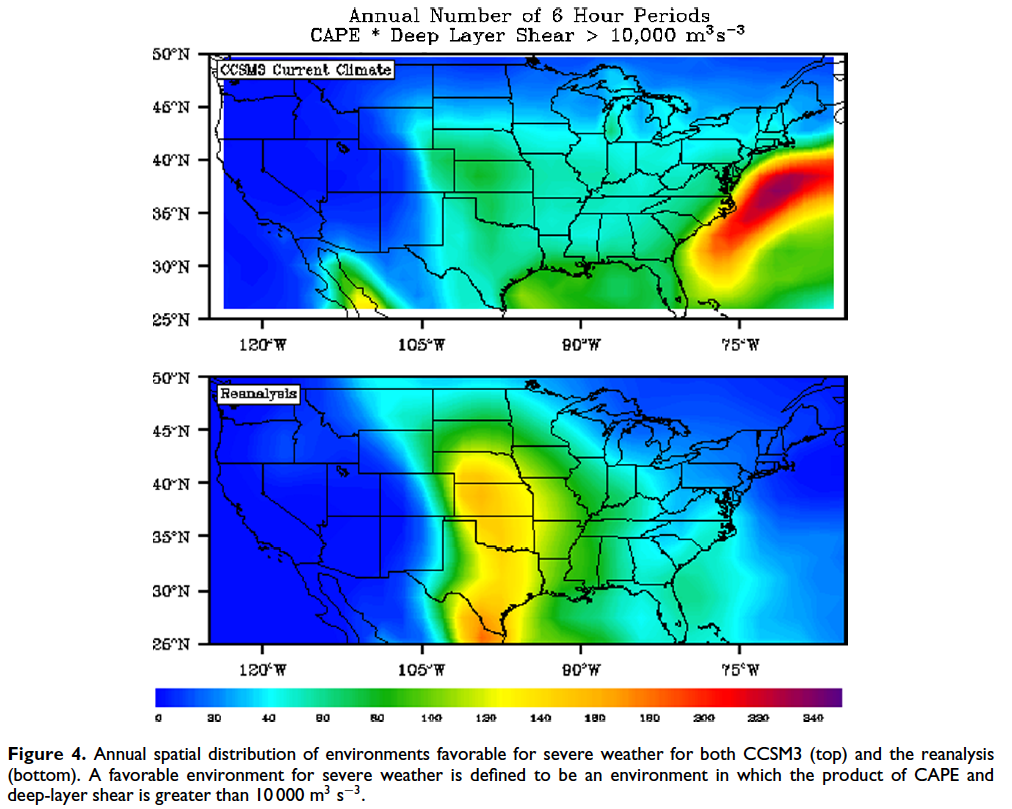 Annual Number of 6 Hour Periods
CAPE * Deep Layer Shear > 10,000 m³s⁻³
50°N
CCSM3 Current Climate
45°N
40°N
35°N
30°N
25°N
120°W 105°W 90°W 75°W
50°N
Reanalysis
45°N
40°N
35°N
30°N
25°N
120°W 105°W 90°W 75°W
0 20 40 60 80 100 120 140 160 180 200 220 240
Figure 4. Annual spatial distribution of environments favorable for severe weather for both CCSM3 (top) and the reanalysis
(bottom). A favorable environment for severe weather is defined to be an environment in which the product of CAPE and
deep-layer shear is greater than 10 000 m³ s⁻³.